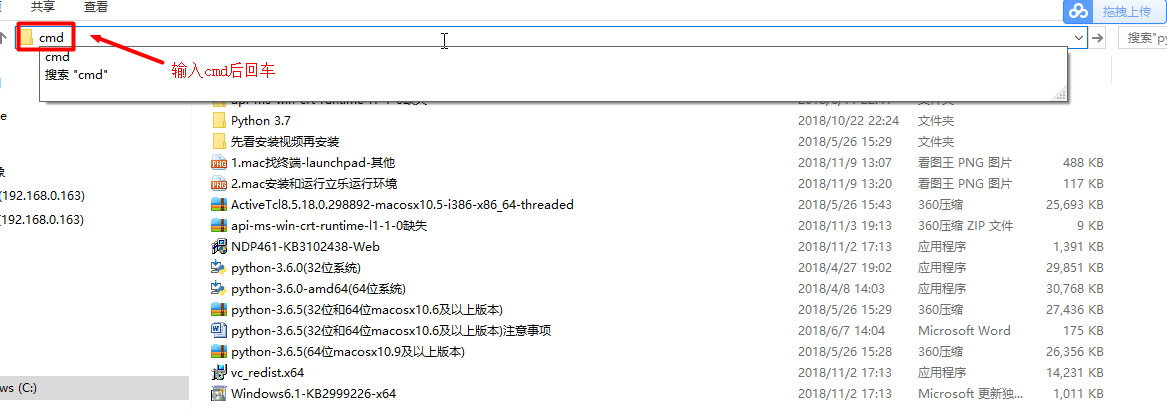 共享 查看
拖拽上传
cmd
搜索"py
cmd
搜索 "cmd"
输入cmd后回车
Python 3.7 2018/10/22 22:24 文件夹
先看安装视频再安装 2018/5/26 15:29 文件夹
1.mac找终端-launchpad-其他 2018/11/9 13:07 看图王 PNG 图片 488 KB
2.mac安装和运行立乐运行环境 2018/11/9 13:20 看图王 PNG 图片 117 KB
(192.168.0.163)
ActiveTcl8.5.18.0.298892-macosx10.5-i386-x86_64-threaded 2018/5/26 15:43 360压缩 25,693 KB
(192.168.0.163)
api-ms-win-crt-runtime-l1-1-0缺失 2018/11/3 19:13 360压缩 ZIP 文件 9 KB
NDP461-KB3102438-Web 2018/11/2 17:13 应用程序 1,391 KB
python-3.6.0(32位系统) 2018/4/27 19:02 应用程序 29,851 KB
python-3.6.0-amd64(64位系统) 2018/4/8 14:03 应用程序 30,768 KB
python-3.6.5(32位和64位macosx10.6及以上版本) 2018/5/26 15:29 360压缩 27,436 KB
python-3.6.5(32位和64位macosx10.6及以上版本)注意事项 2018/6/7 14:04 Microsoft Word 175 KB
python-3.6.5(64位macosx10.9及以上版本) 2018/5/26 15:28 360压缩 26,356 KB
vc_redist.x64 2018/11/2 17:13 应用程序 14,231 KB
ws (C:)
Windows6.1-KB2999226-x64 2018/11/2 17:13 Microsoft 更新独... 1,011 KB